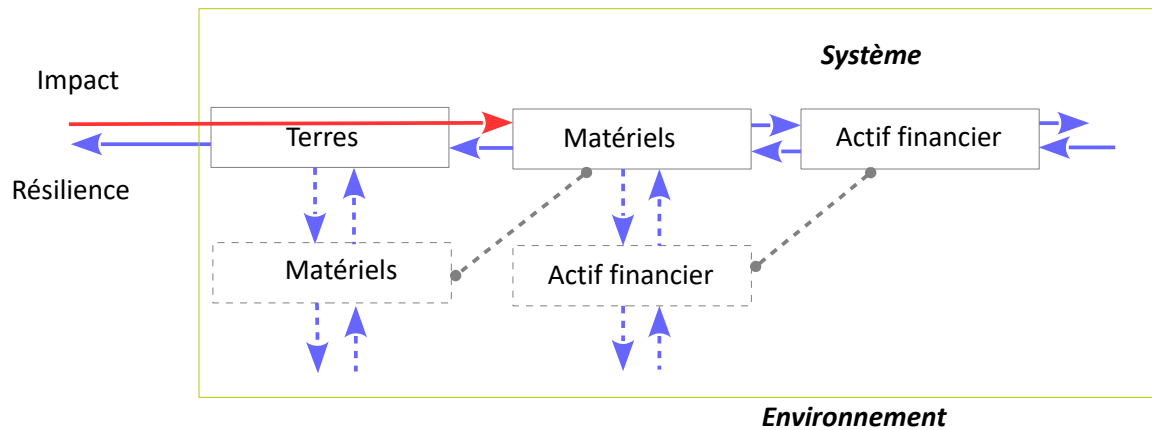 Système
Impact
Terres
Matériels
Actif financier
Résilience
Matériels
Actif financier
Environnement